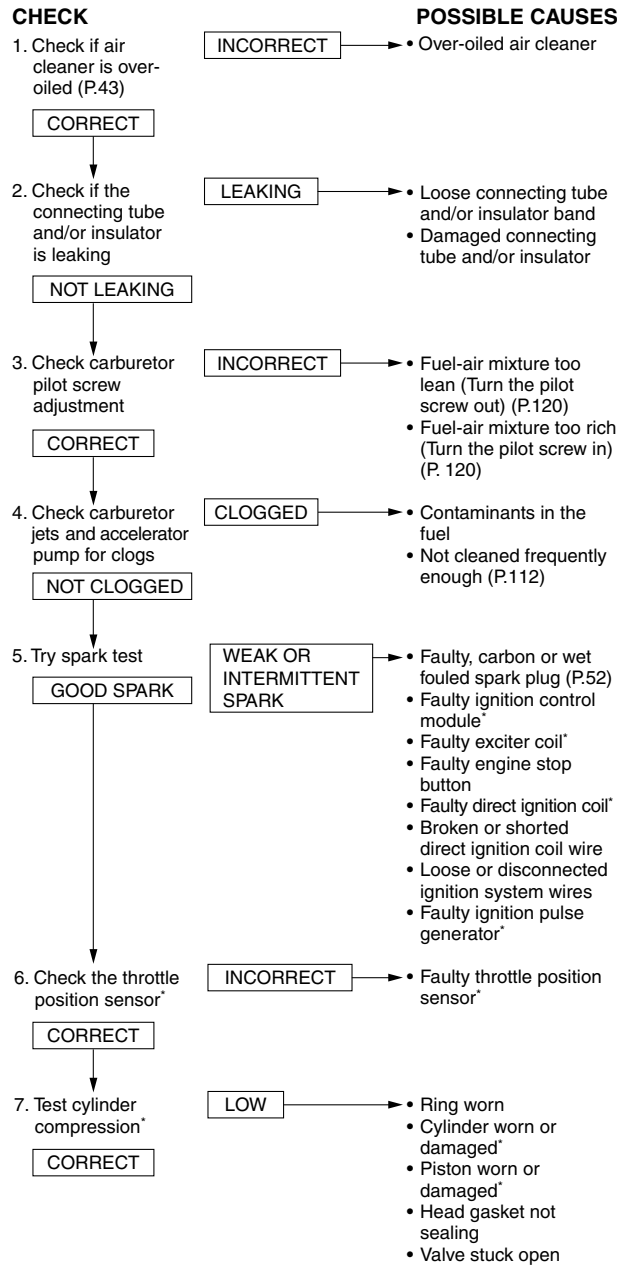 CHECK
POSSIBLE CAUSES
1. Check if air
cleaner is over-
oiled (P.43)
INCORRECT
• Over-oiled air cleaner
CORRECT
2. Check if the
connecting tube
and/or insulator
is leaking
LEAKING
• Loose connecting tube
and/or insulator band
• Damaged connecting
tube and/or insulator
NOT LEAKING
3. Check carburetor
pilot screw
adjustment
INCORRECT
• Fuel-air mixture too
lean (Turn the pilot
screw out) (P.120)
• Fuel-air mixture too rich
(Turn the pilot screw in)
(P. 120)
CORRECT
4. Check carburetor
jets and accelerator
pump for clogs
CLOGGED
• Contaminants in the
fuel
• Not cleaned frequently
enough (P.112)
NOT CLOGGED
5. Try spark test
WEAK OR
INTERMITTENT
SPARK
• Faulty, carbon or wet
fouled spark plug (P.52)
• Faulty ignition control
module*
• Faulty exciter coil*
• Faulty engine stop
button
• Faulty direct ignition coil*
• Broken or shorted
direct ignition coil wire
• Loose or disconnected
ignition system wires
• Faulty ignition pulse
generator*
GOOD SPARK
6. Check the throttle
position sensor*
INCORRECT
• Faulty throttle position
sensor*
CORRECT
7. Test cylinder
compression*
LOW
• Ring worn
• Cylinder worn or
damaged*
• Piston worn or
damaged*
• Head gasket not
sealing
• Valve stuck open
CORRECT